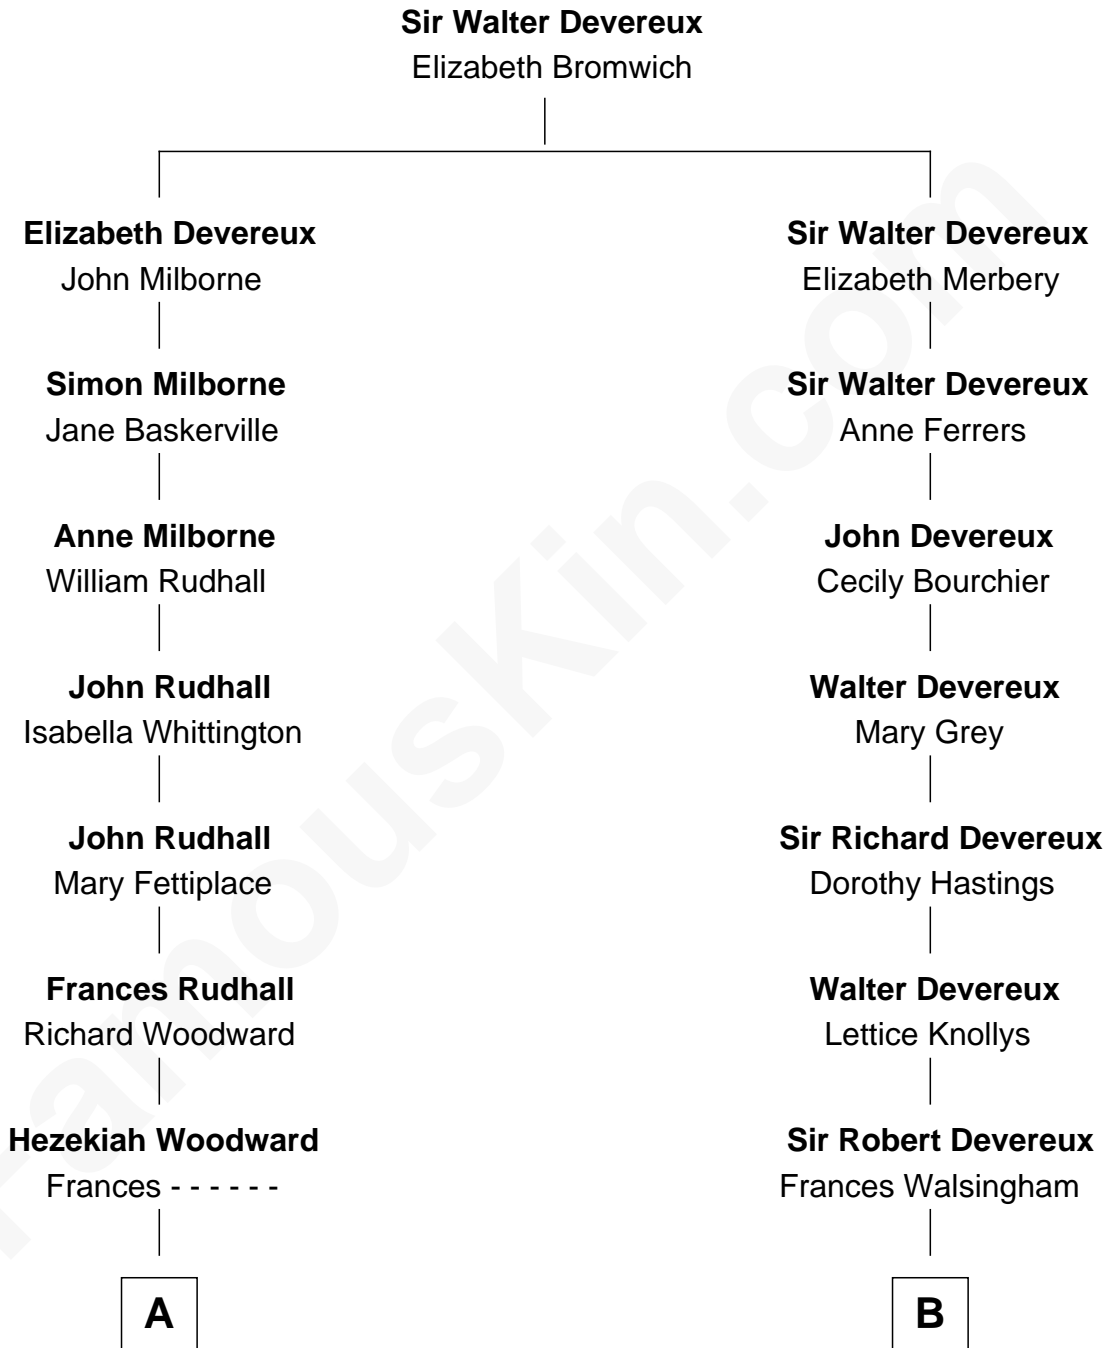 Sir Walter Devereux
Elizabeth Bromwich
Elizabeth Devereux
John Milborne
Sir Walter Devereux
Elizabeth Merbery
Simon Milborne
Jane Baskerville
Sir Walter Devereux
Anne Ferrers
Anne Milborne
William Rudhall
John Devereux
Cecily Bourchier
John Rudhall
Isabella Whittington
Walter Devereux
Mary Grey
John Rudhall
Mary Fettiplace
Sir Richard Devereux
Dorothy Hastings
Frances Rudhall
Richard Woodward
Walter Devereux
Lettice Knollys
Hezekiah Woodward
Frances - - - - - -
Sir Robert Devereux
Frances Walsingham
A
B
FamousKin.com